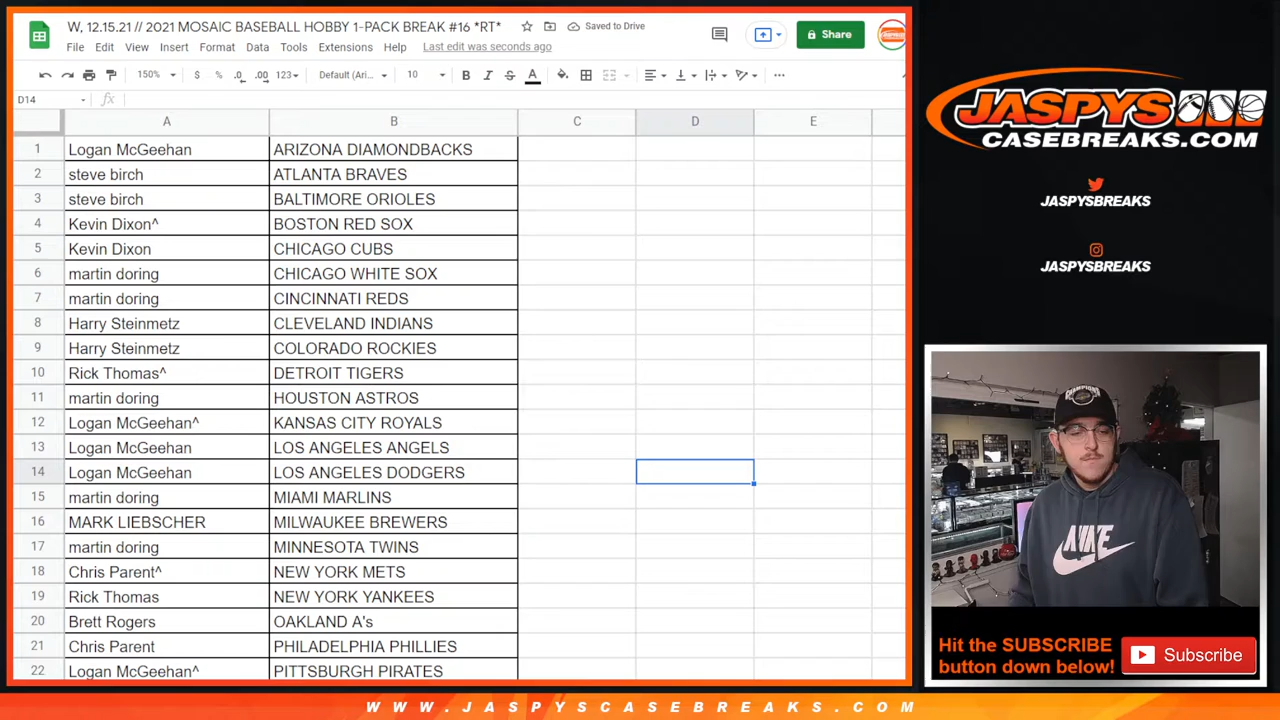 W, 12.15.21 // 2021 MOSAIC BASEBALL HOBBY 1-PACK BREAK #16 *RT*
Saved to Drive
Share
File Edit View Insert Format Data Tools Extensions Help Last edit was seconds ago
150% $ % .0 .00 123 Default (Ari... 10 B I S A
D14 fx
A B C D E
1 Logan McGeehan ARIZONA DIAMONDBACKS
2 steve birch ATLANTA BRAVES
3 steve birch BALTIMORE ORIOLES
4 Kevin Dixon^ BOSTON RED SOX
5 Kevin Dixon CHICAGO CUBS
6 martin doring CHICAGO WHITE SOX
7 martin doring CINCINNATI REDS
8 Harry Steinmetz CLEVELAND INDIANS
9 Harry Steinmetz COLORADO ROCKIES
10 Rick Thomas^ DETROIT TIGERS
11 martin doring HOUSTON ASTROS
12 Logan McGeehan^ KANSAS CITY ROYALS
13 Logan McGeehan LOS ANGELES ANGELS
14 Logan McGeehan LOS ANGELES DODGERS
15 martin doring MIAMI MARLINS
16 MARK LIEBSCHER MILWAUKEE BREWERS
17 martin doring MINNESOTA TWINS
18 Chris Parent^ NEW YORK METS
19 Rick Thomas NEW YORK YANKEES
20 Brett Rogers OAKLAND A's
21 Chris Parent PHILADELPHIA PHILLIES
22 Logan McGeehan^ PITTSBURGH PIRATES
JASPYS
CASEBREAKS.COM
JASPYSBREAKS
JASPYSBREAKS
CHAMPIONS
NIKE
Hit the SUBSCRIBE
button down below!
Subscribe
WWW.JASPYSCASEBREAKS.COM